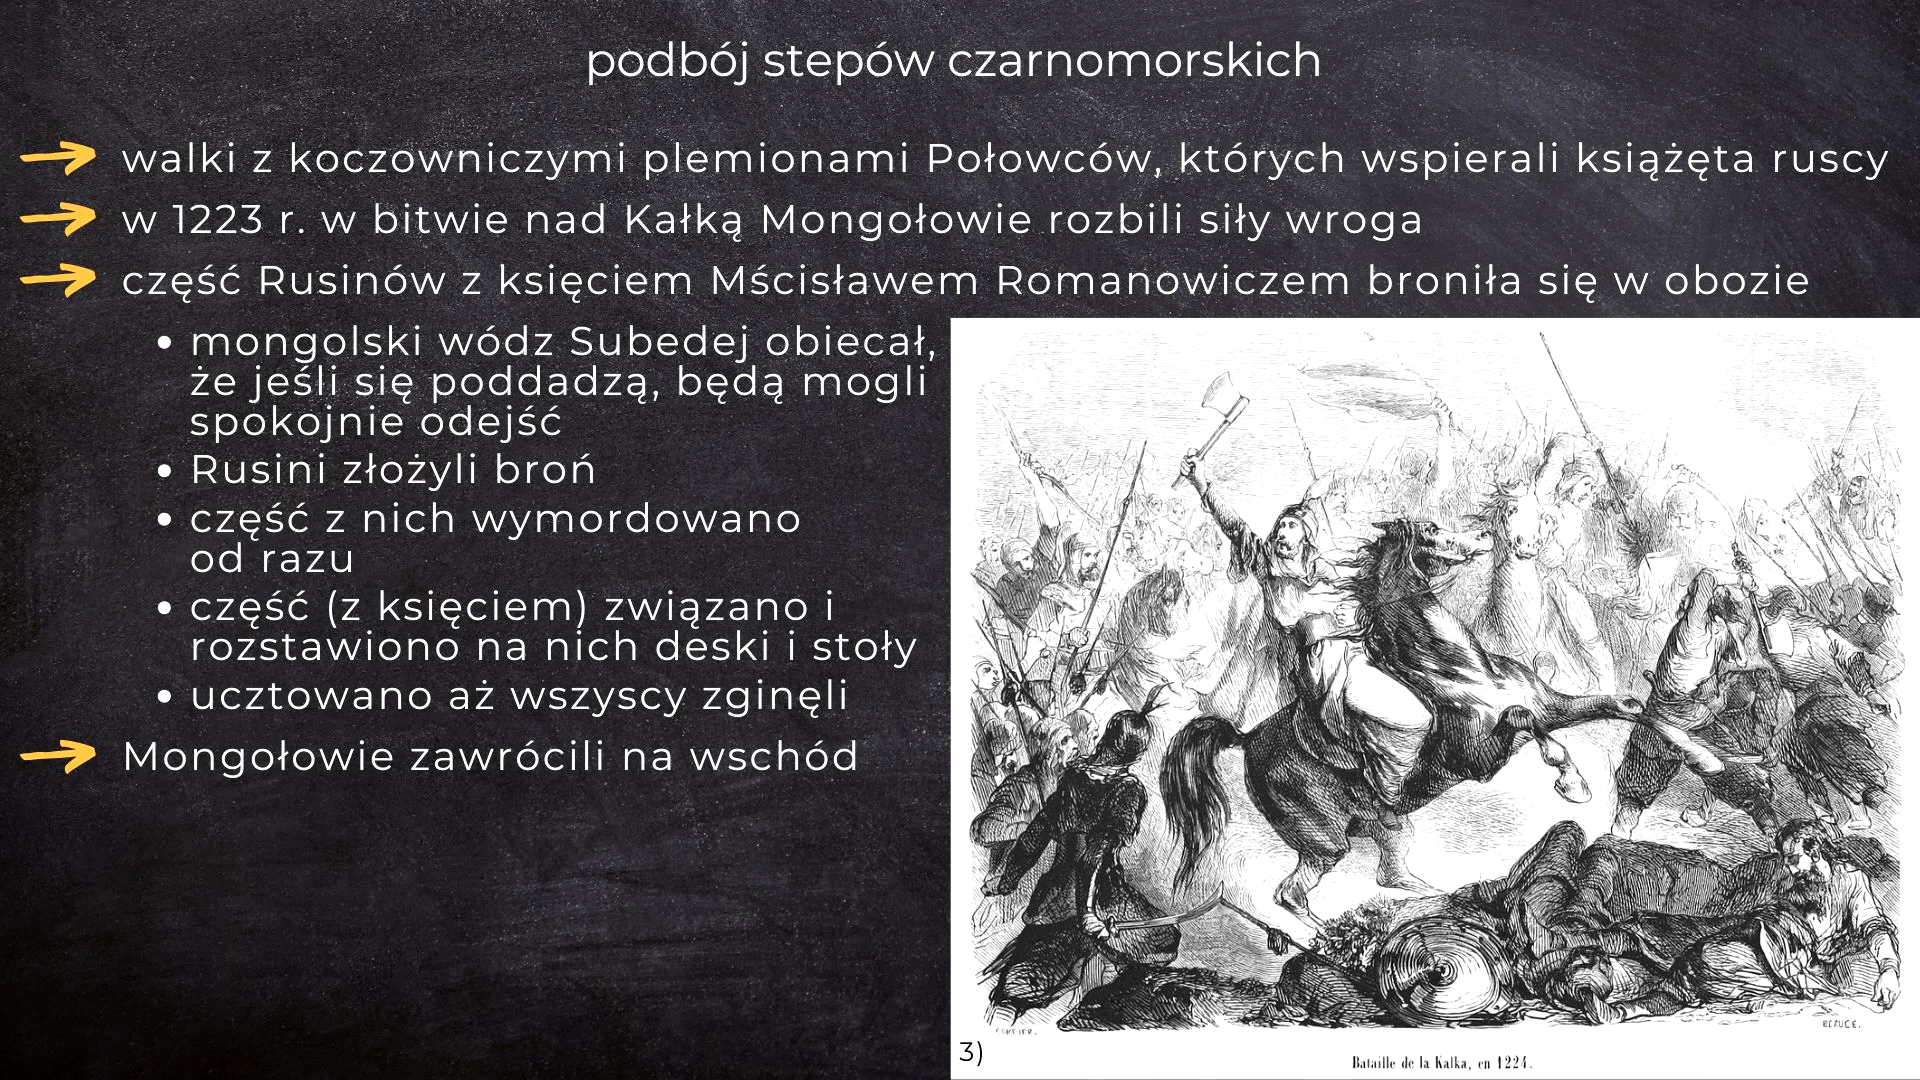 podbój stepów czarnomorskich
walki z koczowniczymi plemionami Połowców, których wspierali książęta ruscy
w 1223 r. w bitwie nad Kałką Mongołowie rozbili siły wroga
część Rusinów z księciem Mścisławem Romanowiczem broniła się w obozie
• mongolski wódz Subedej obiecał,
że jeśli się poddadzą, będą mogli
spokojnie odejść
• Rusini złożyli broń
• część z nich wymordowano
od razu
• część (z księciem) związano i
rozstawiono na nich deski i stoły
• ucztowano aż wszyscy zginęli
Mongołowie zawrócili na wschód
3)
Bataille de la Kalka, en 1224.